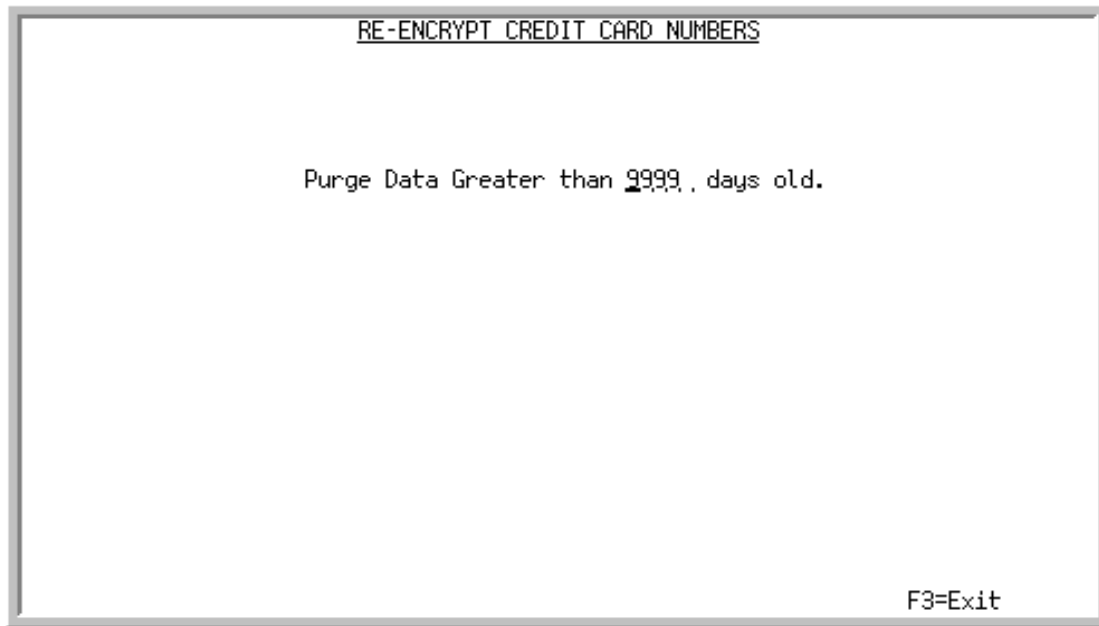 RE-ENCRYPT CREDIT CARD NUMBERS
Purge Data Greater than 9999 days old.
F3=Exit